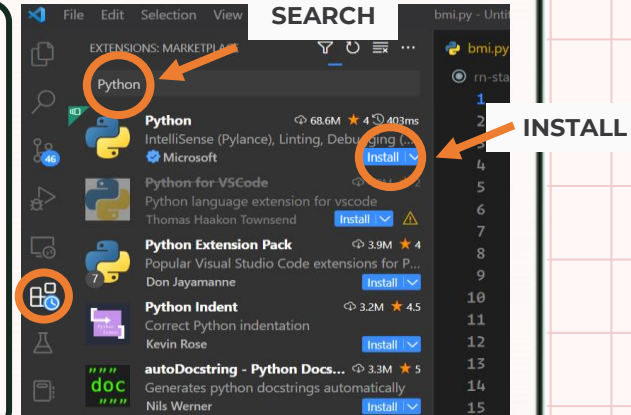 SEARCH
File Edit Selection View
bmi.py - Unti
EXTENSIONS: MARKETPLACE
bmi.py
Python
rn-sta
Python 68.6M 4 403ms
IntelliSense (Pylance), Linting, Debugging (...
Microsoft Install
INSTALL
Python for VSCode
Python language extension for vscode
Thomas Haakon Townsend Install
Python Extension Pack 3.9M 4
Popular Visual Studio Code extensions for P...
7
Don Jayamanne Install
Python Indent 3.2M 4.5
Correct Python indentation
Kevin Rose Install
autoDocstring - Python Docs... 3.3M 5
Generates python docstrings automatically
Nils Werner Install
""" doc """
46
1
2
4
5
6
7
8
9
10
11
12
13
14
15